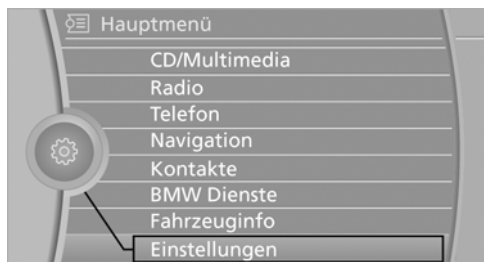 Hauptmenü
CD/Multimedia
Radio
Telefon
Navigation
Kontakte
BMW Dienste
Fahrzeuginfo
Einstellungen